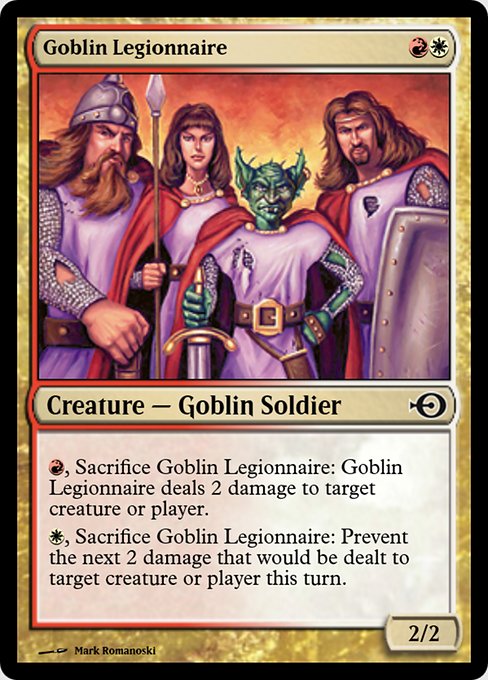 Goblin Legionnaire
Creature — Goblin Soldier
, Sacrifice Goblin Legionnaire: Goblin
Legionnaire deals 2 damage to target
creature or player.
, Sacrifice Goblin Legionnaire: Prevent
the next 2 damage that would be dealt to
target creature or player this turn.
2/2
Mark Romanoski